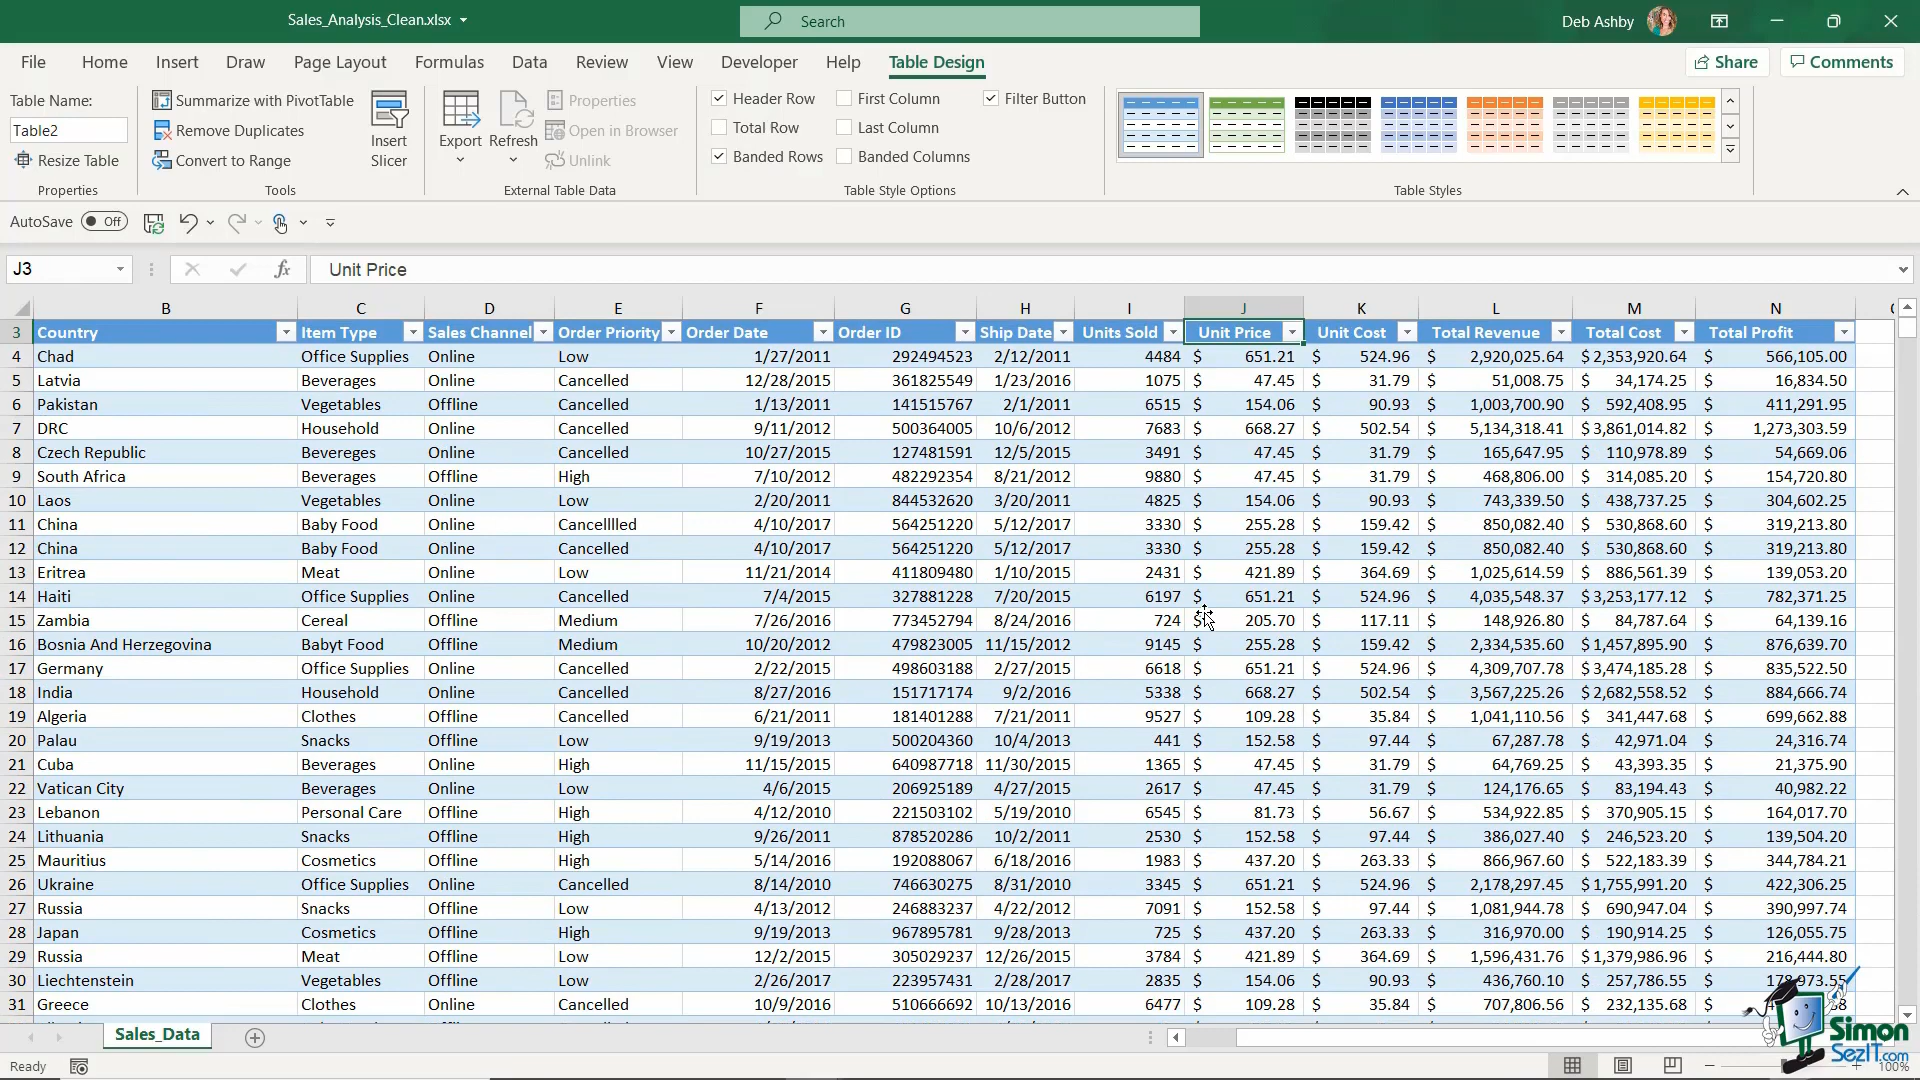 Sales_Analysis_Clean.xlsx Search Deb Ashby
File Home Insert Draw Page Layout Formulas Data Review View Developer Help Table Design Share Comments
Table Name:
Table2
Resize Table
Properties
Summarize with PivotTable
Remove Duplicates
Convert to Range
Tools
Insert Slicer
Export Refresh
Properties
Open in Browser
Unlink
External Table Data
Header Row First Column Filter Button
Total Row Last Column
Banded Rows Banded Columns
Table Style Options
Table Styles
AutoSave Off
J3 fx Unit Price
B C D E F G H I J K L M N
3 Country Item Type Sales Channel Order Priority Order Date Order ID Ship Date Units Sold Unit Price Unit Cost Total Revenue Total Cost Total Profit
4 Chad Office Supplies Online Low 1/27/2011 292494523 2/12/2011 4484 $ 651.21 $ 524.96 $ 2,920,025.64 $ 2,353,920.64 $ 566,105.00
5 Latvia Beverages Online Cancelled 12/28/2015 361825549 1/23/2016 1075 $ 47.45 $ 31.79 $ 51,008.75 $ 34,174.25 $ 16,834.50
6 Pakistan Vegetables Offline Cancelled 1/13/2011 141515767 2/1/2011 6515 $ 154.06 $ 90.93 $ 1,003,700.90 $ 592,408.95 $ 411,291.95
7 DRC Household Online Cancelled 9/11/2012 500364005 10/6/2012 7683 $ 668.27 $ 502.54 $ 5,134,318.41 $ 3,861,014.82 $ 1,273,303.59
8 Czech Republic Bevereges Online Cancelled 10/27/2015 127481591 12/5/2015 3491 $ 47.45 $ 31.79 $ 165,647.95 $ 110,978.89 $ 54,669.06
9 South Africa Beverages Offline High 7/10/2012 482292354 8/21/2012 9880 $ 47.45 $ 31.79 $ 468,806.00 $ 314,085.20 $ 154,720.80
10 Laos Vegetables Online Low 2/20/2011 844532620 3/20/2011 4825 $ 154.06 $ 90.93 $ 743,339.50 $ 438,737.25 $ 304,602.25
11 China Baby Food Online Cancelllled 4/10/2017 564251220 5/12/2017 3330 $ 255.28 $ 159.42 $ 850,082.40 $ 530,868.60 $ 319,213.80
12 China Baby Food Online Cancelled 4/10/2017 564251220 5/12/2017 3330 $ 255.28 $ 159.42 $ 850,082.40 $ 530,868.60 $ 319,213.80
13 Eritrea Meat Online Low 11/21/2014 411809480 1/10/2015 2431 $ 421.89 $ 364.69 $ 1,025,614.59 $ 886,561.39 $ 139,053.20
14 Haiti Office Supplies Online Cancelled 7/4/2015 327881228 7/20/2015 6197 $ 651.21 $ 524.96 $ 4,035,548.37 $ 3,253,177.12 $ 782,371.25
15 Zambia Cereal Offline Medium 7/26/2016 773452794 8/24/2016 724 $ 205.70 $ 117.11 $ 148,926.80 $ 84,787.64 $ 64,139.16
16 Bosnia And Herzegovina Babyt Food Offline Medium 10/20/2012 479823005 11/15/2012 9145 $ 255.28 $ 159.42 $ 2,334,535.60 $ 1,457,895.90 $ 876,639.70
17 Germany Office Supplies Online Cancelled 2/22/2015 498603188 2/27/2015 6618 $ 651.21 $ 524.96 $ 4,309,707.78 $ 3,474,185.28 $ 835,522.50
18 India Household Online Cancelled 8/27/2016 151717174 9/2/2016 5338 $ 668.27 $ 502.54 $ 3,567,225.26 $ 2,682,558.52 $ 884,666.74
19 Algeria Clothes Offline Cancelled 6/21/2011 181401288 7/21/2011 9527 $ 109.28 $ 35.84 $ 1,041,110.56 $ 341,447.68 $ 699,662.88
20 Palau Snacks Offline Low 9/19/2013 500204360 10/4/2013 441 $ 152.58 $ 97.44 $ 67,287.78 $ 42,971.04 $ 24,316.74
21 Cuba Beverages Online High 11/15/2015 640987718 11/30/2015 1365 $ 47.45 $ 31.79 $ 64,769.25 $ 43,393.35 $ 21,375.90
22 Vatican City Beverages Online Low 4/6/2015 206925189 4/27/2015 2617 $ 47.45 $ 31.79 $ 124,176.65 $ 83,194.43 $ 40,982.22
23 Lebanon Personal Care Offline High 4/12/2010 221503102 5/19/2010 6545 $ 81.73 $ 56.67 $ 534,922.85 $ 370,905.15 $ 164,017.70
24 Lithuania Snacks Offline High 9/26/2011 878520286 10/2/2011 2530 $ 152.58 $ 97.44 $ 386,027.40 $ 246,523.20 $ 139,504.20
25 Mauritius Cosmetics Offline High 5/14/2016 192088067 6/18/2016 1983 $ 437.20 $ 263.33 $ 866,967.60 $ 522,183.39 $ 344,784.21
26 Ukraine Office Supplies Online Cancelled 8/14/2010 746630275 8/31/2010 3345 $ 651.21 $ 524.96 $ 2,178,297.45 $ 1,755,991.20 $ 422,306.25
27 Russia Snacks Offline Low 4/13/2012 246883237 4/22/2012 7091 $ 152.58 $ 97.44 $ 1,081,944.78 $ 690,947.04 $ 390,997.74
28 Japan Cosmetics Offline High 9/19/2013 967895781 9/28/2013 725 $ 437.20 $ 263.33 $ 316,970.00 $ 190,914.25 $ 126,055.75
29 Russia Meat Offline Low 12/2/2015 305029237 12/26/2015 3784 $ 421.89 $ 364.69 $ 1,596,431.76 $ 1,379,986.96 $ 216,444.80
30 Liechtenstein Vegetables Offline Low 2/26/2017 223957431 2/28/2017 2835 $ 154.06 $ 90.93 $ 436,760.10 $ 257,786.55 $ 178,973.55
31 Greece Clothes Online Cancelled 10/9/2016 510666692 10/13/2016 6477 $ 109.28 $ 35.84 $ 707,806.56 $ 232,135.68 $
Sales_Data
Simon
SezIT.com
Ready 100%